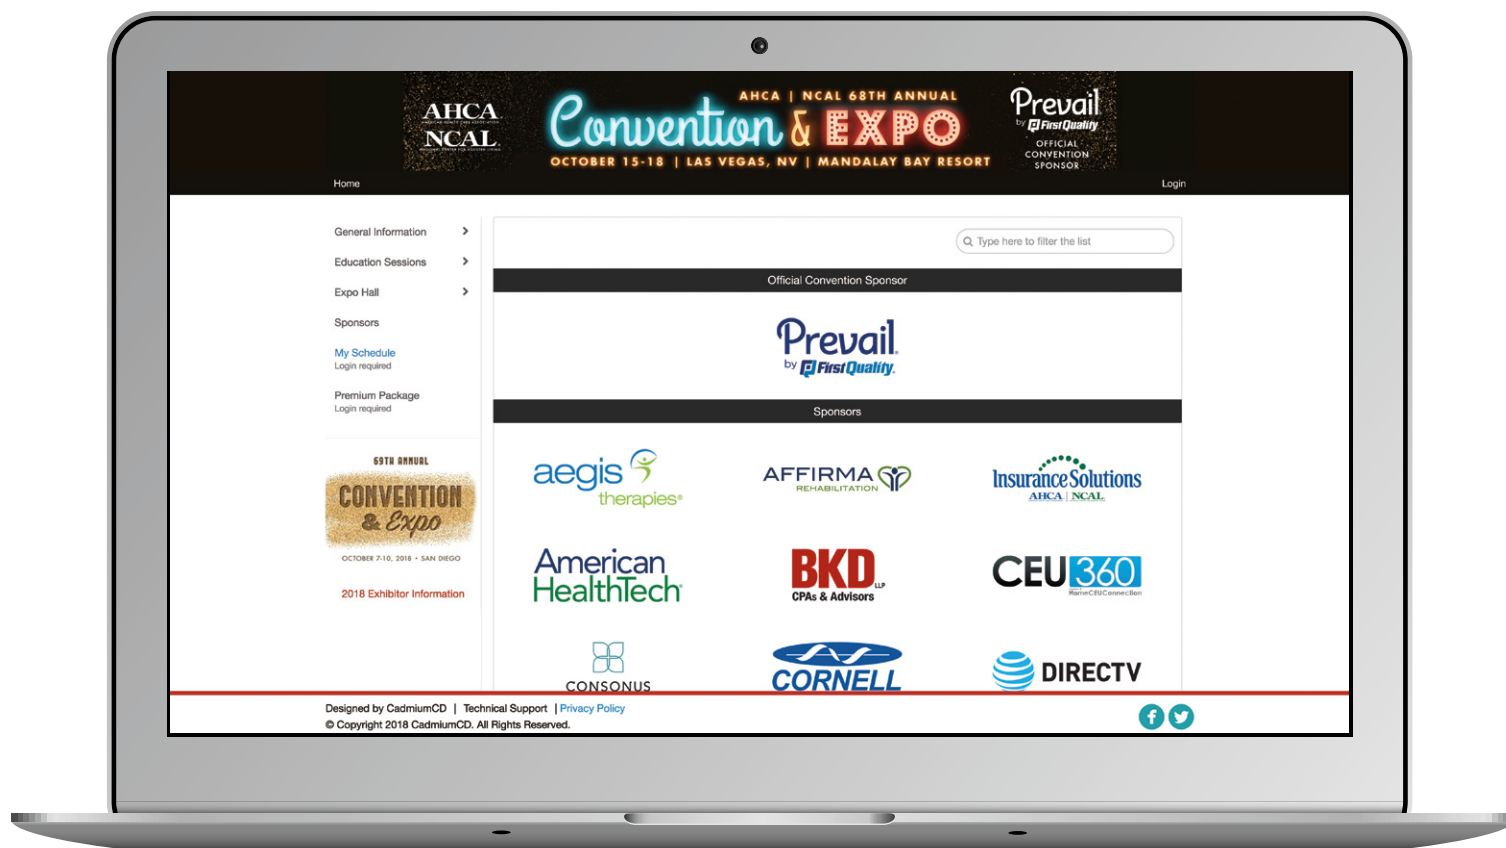 AHCA
NCAL
AHCA | NCAL 68TH ANNUAL
Convention & EXPO
OCTOBER 15-18 | LAS VEGAS, NV | MANDALAY BAY RESORT
Prevail
by First Quality
OFFICIAL
CONVENTION
SPONSOR
Home
Login
General Information
Education Sessions
Expo Hall
Sponsors
My Schedule
Login required
Premium Package
Login required
69TH ANNUAL
CONVENTION
& Expo
OCTOBER 7-10, 2018 • SAN DIEGO
2018 Exhibitor Information
Type here to filter the list
Official Convention Sponsor
Prevail®
by First Quality®
Sponsors
aegis
therapies®
AFFIRMA
REHABILITATION
Insurance Solutions
AHCA | NCAL
American
HealthTech®
BKD LLP
CPAs & Advisors
CEU360
HomeCEUConnection
CONSONUS
CORNELL
DIRECTV
Designed by CadmiumCD | Technical Support | Privacy Policy
© Copyright 2018 CadmiumCD. All Rights Reserved.